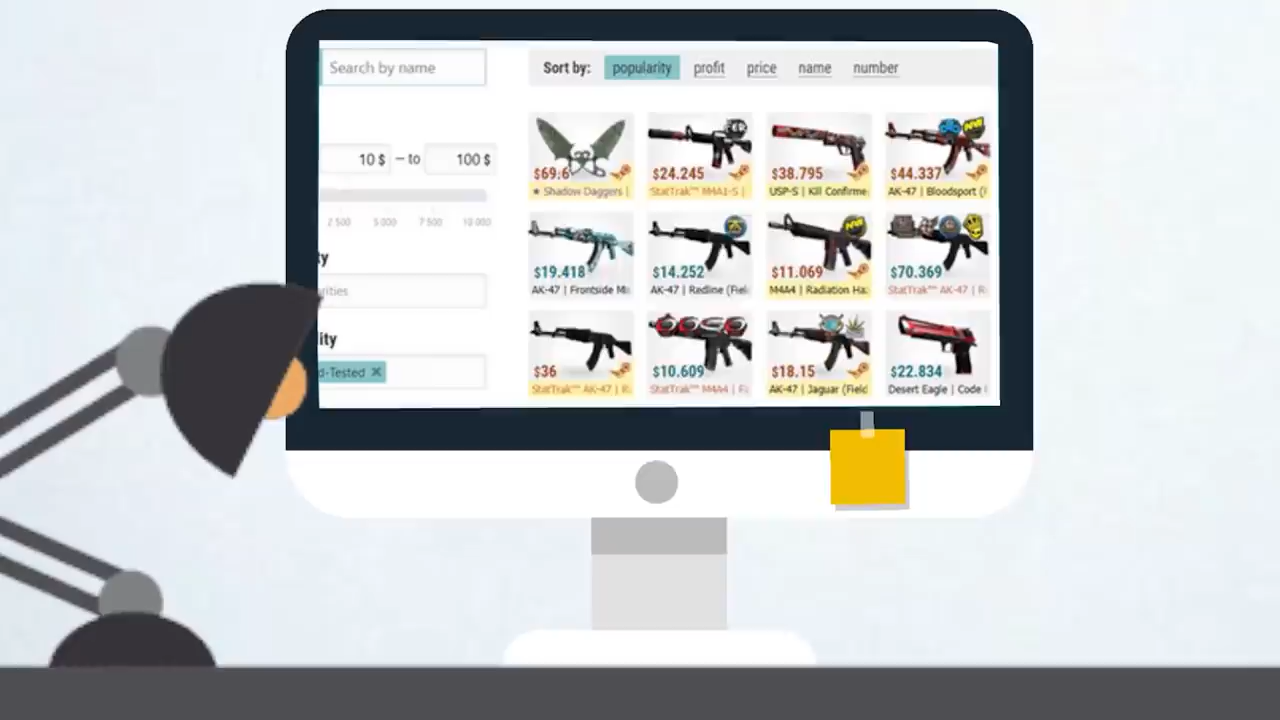 Search by name
Sort by: popularity profit price name number
10 $ – to 100 $
2 500 5 000 7 500 10 000
$69.6 $24.245 $38.795 $44.337
★ Shadow Daggers | StatTrak™ M4A1-S | USP-S | Kill Confirme AK-47 | Bloodsport (
$19.418 $14.252 $11.069 $70.369
AK-47 | Frontside Mi AK-47 | Redline (Fiel M4A4 | Radiation Ha StatTrak™ AK-47 | R
ty
rities
$36 $10.609 $18.15 $22.834
StatTrak™ AK-47 | R StatTrak™ M4A4 | AK-47 | Jaguar (Field Desert Eagle | Code
lity
d-Tested ✕